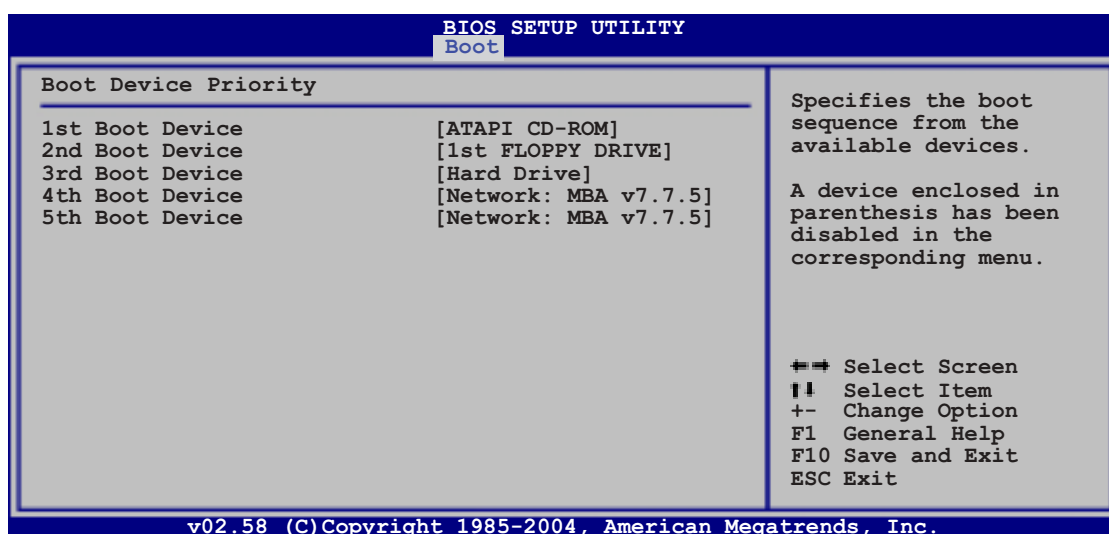 BIOS SETUP UTILITY
Boot
Boot Device Priority
1st Boot Device [ATAPI CD-ROM]
2nd Boot Device [1st FLOPPY DRIVE]
3rd Boot Device [Hard Drive]
4th Boot Device [Network: MBA v7.7.5]
5th Boot Device [Network: MBA v7.7.5]
Specifies the boot
sequence from the
available devices.
A device enclosed in
parenthesis has been
disabled in the
corresponding menu.
←→ Select Screen
↑↓ Select Item
+- Change Option
F1 General Help
F10 Save and Exit
ESC Exit
v02.58 (C)Copyright 1985-2004, American Megatrends, Inc.